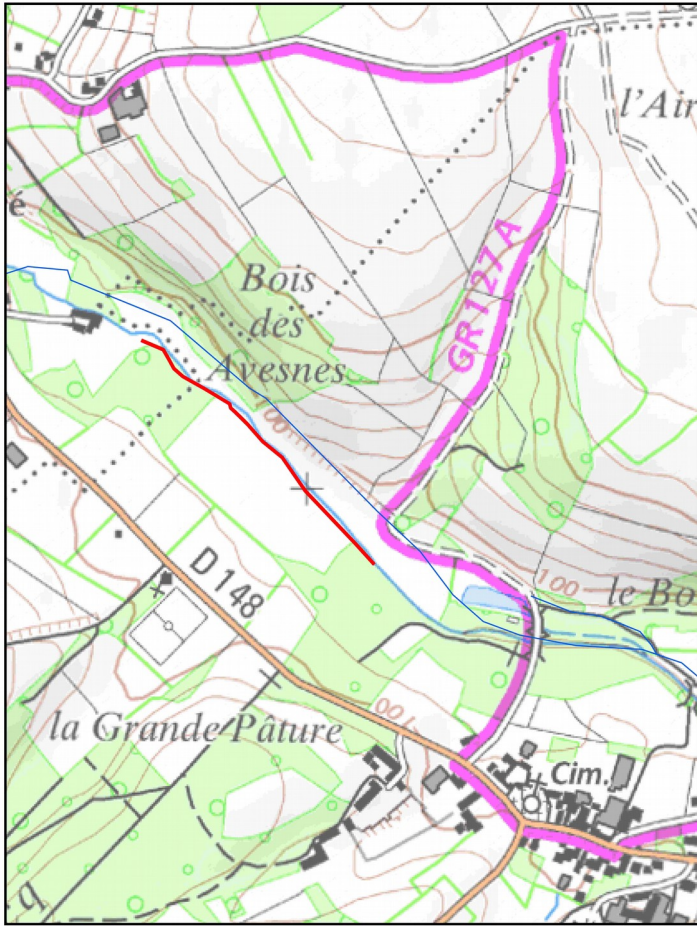 l'Air
é
GR 127 A
Bois
des
Avesnes
100
D 148
100
le Bo
100
la Grande Pâture
Cim.